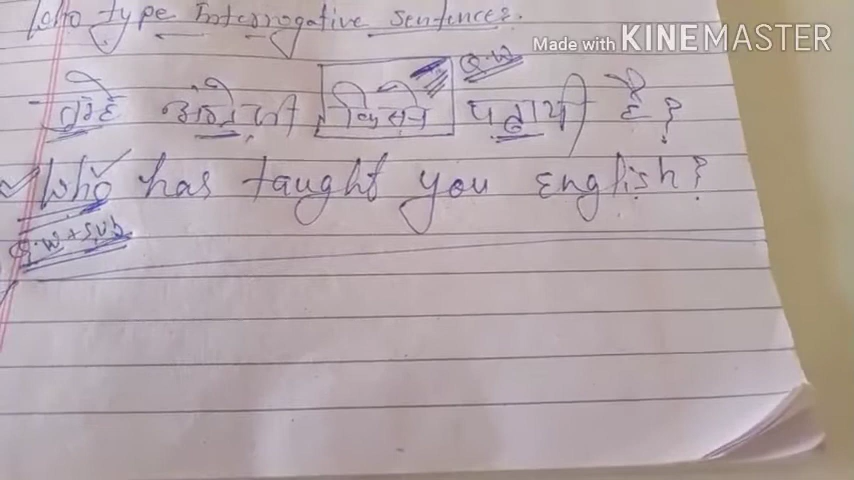 Who type Interrogative Sentences.
Made with KINEMASTER
Q.W
तुम्हें अंग्रेजी किसने पढ़ायी है?
Who has taught you English?
Q.W + Sub